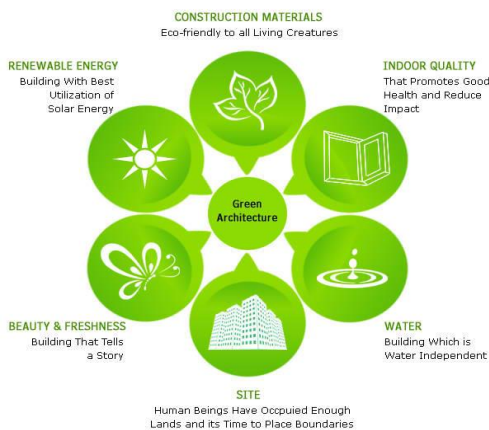 CONSTRUCTION MATERIALS
Eco-friendly to all Living Creatures
RENEWABLE ENERGY
Building With Best
Utilization of
Solar Energy
INDOOR QUALITY
That Promotes Good
Health and Reduce
Impact
Green
Architecture
BEAUTY & FRESHNESS
Building That Tells
a Story
WATER
Building Which is
Water Independent
SITE
Human Beings Have Occpuied Enough
Lands and its Time to Place Boundaries